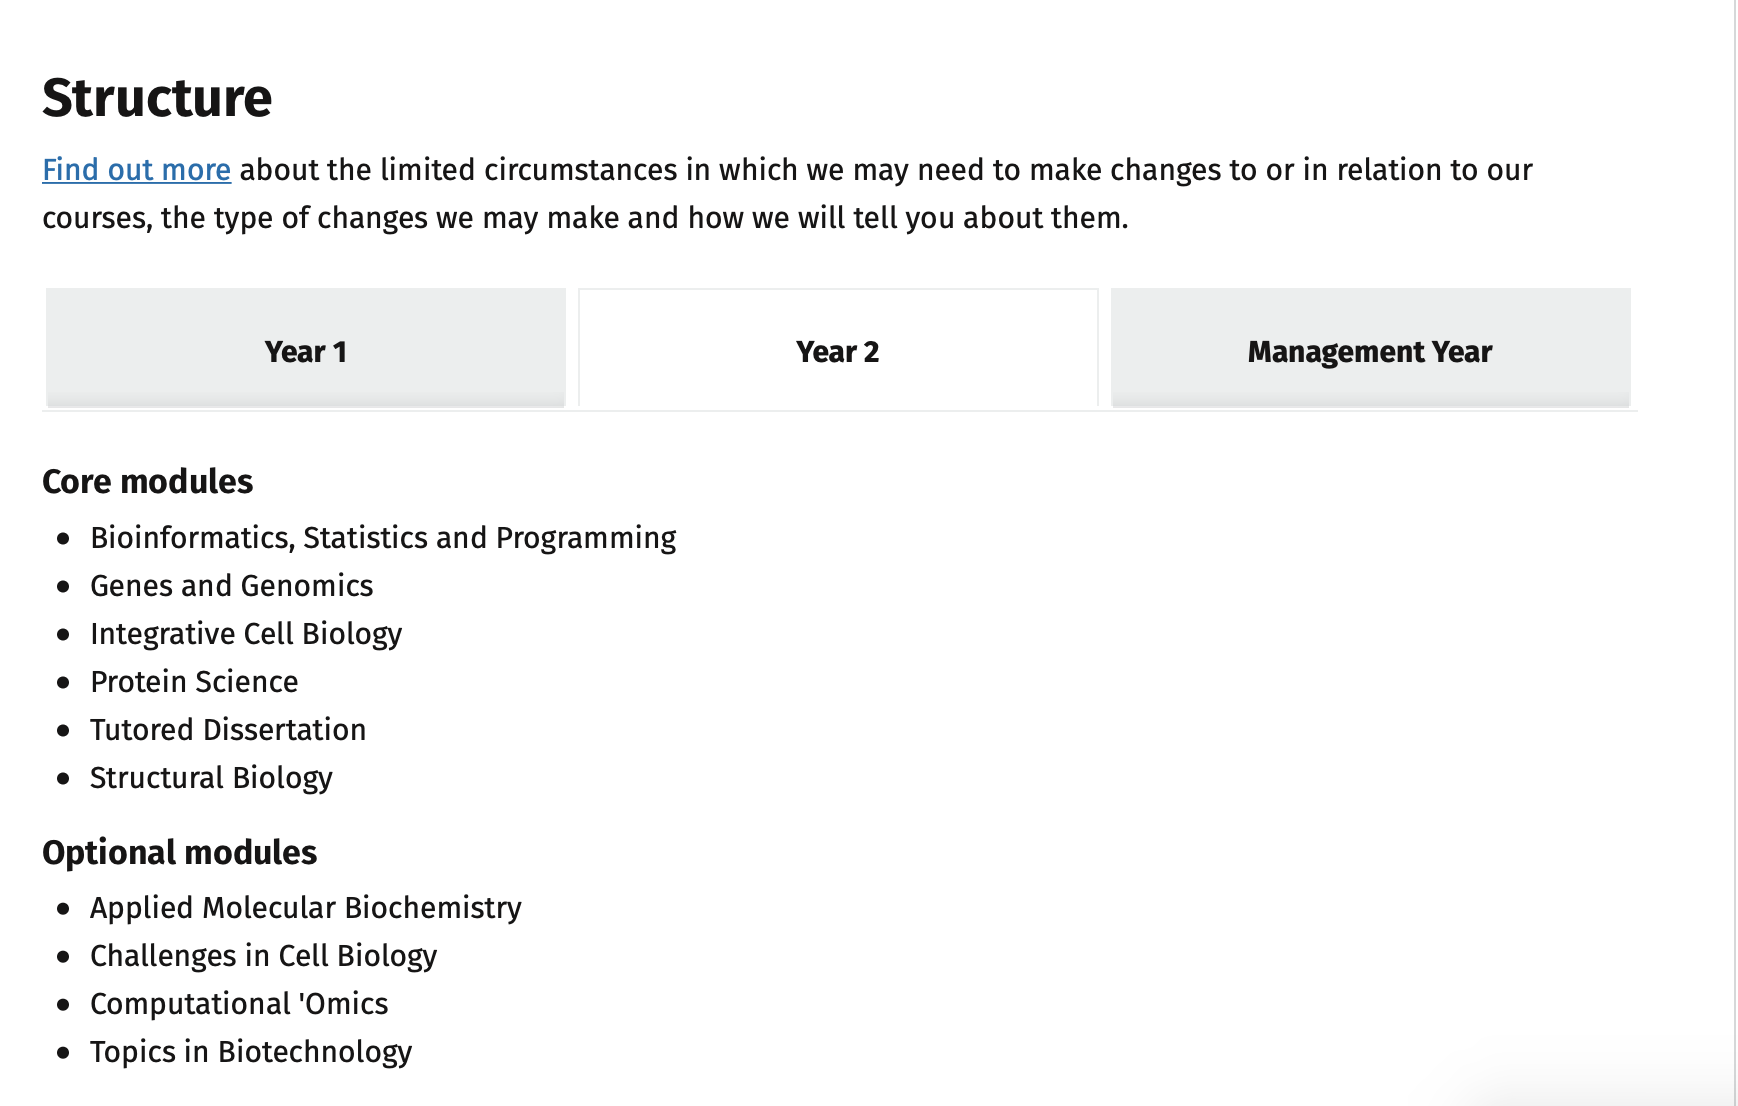 Structure
Find out more about the limited circumstances in which we may need to make changes to or in relation to our
courses, the type of changes we may make and how we will tell you about them.
Year 1
Year 2
Management Year
Core modules
Bioinformatics, Statistics and Programming
Genes and Genomics
Integrative Cell Biology
Protein Science
Tutored Dissertation
Structural Biology
Optional modules
Applied Molecular Biochemistry
Challenges in Cell Biology
Computational 'Omics
Topics in Biotechnology